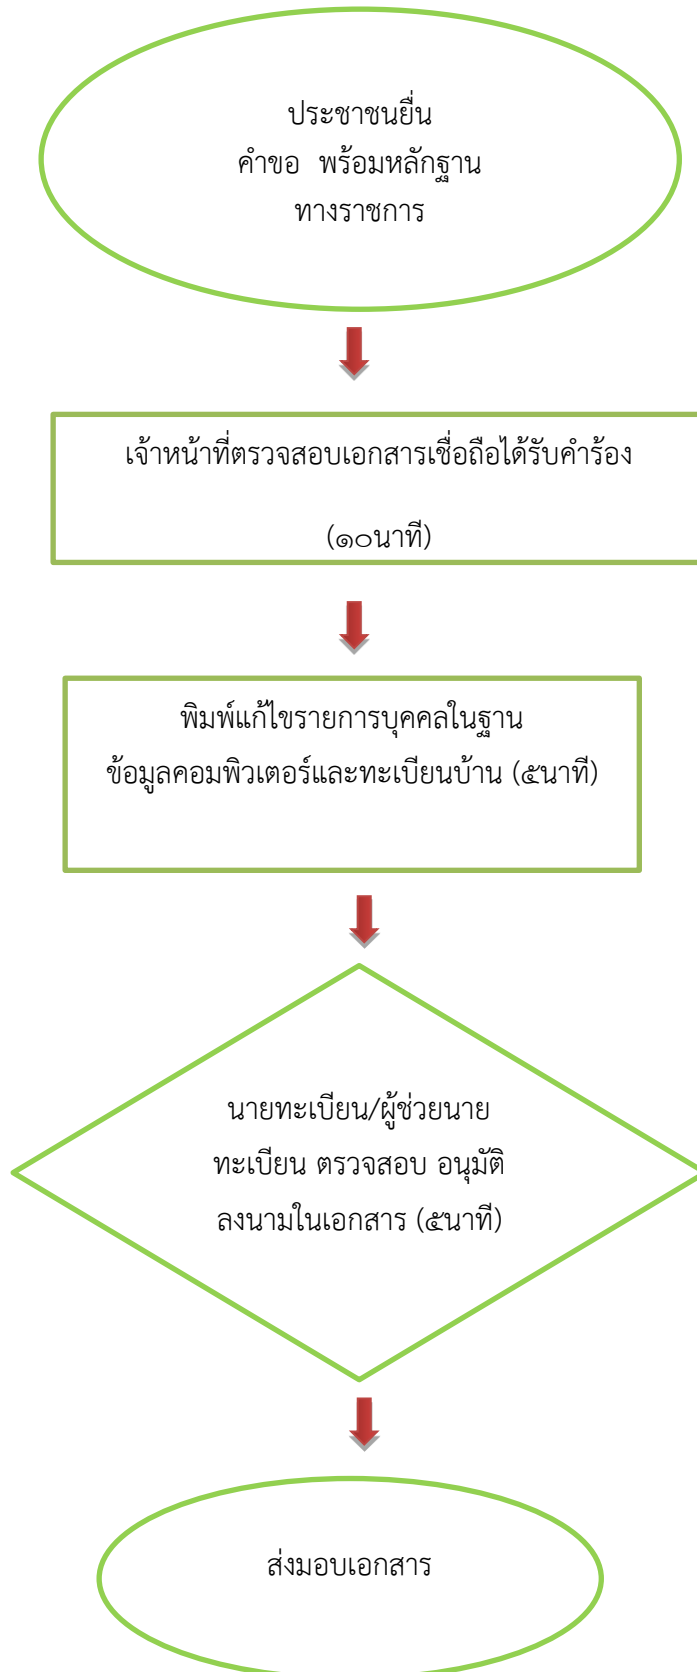 ประชาชนยื่น
คำขอ พร้อมหลักฐาน
ทางราชการ
เจ้าหน้าที่ตรวจสอบเอกสารเชื่อถือได้รับคำร้อง
(๑๐นาที)
พิมพ์แก้ไขรายการบุคคลในฐาน
ข้อมูลคอมพิวเตอร์และทะเบียนบ้าน (๕นาที)
นายทะเบียน/ผู้ช่วยนาย
ทะเบียน ตรวจสอบ อนุมัติ
ลงนามในเอกสาร (๕นาที)
ส่งมอบเอกสาร